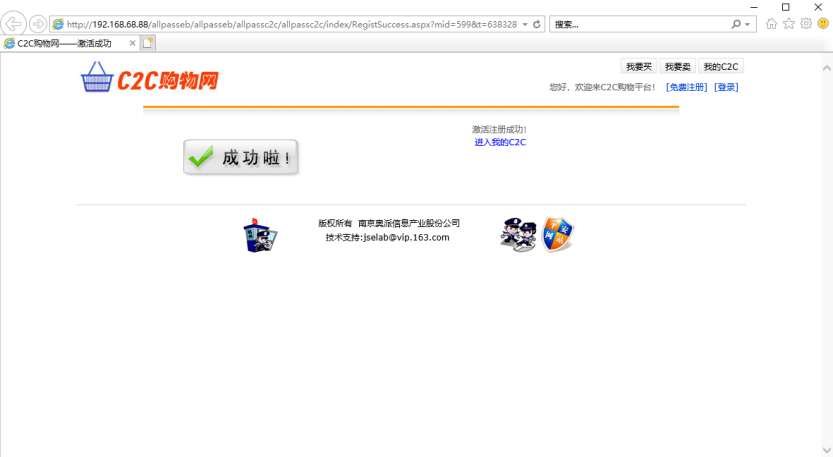 http://192.168.68.88/allpasseb/allpasseb/allpassc2c/allpassc2c/index/RegistSuccess.aspx?mid=599&t=638328
搜索...
C2C购物网——激活成功
C2C购物网
我要买 我要卖 我的C2C
您好，欢迎来C2C购物平台！ [免费注册] [登录]
激活注册成功！
进入我的C2C
成功啦！
版权所有 南京奥派信息产业股份公司
技术支持:jselab@vip.163.com
平安
网站